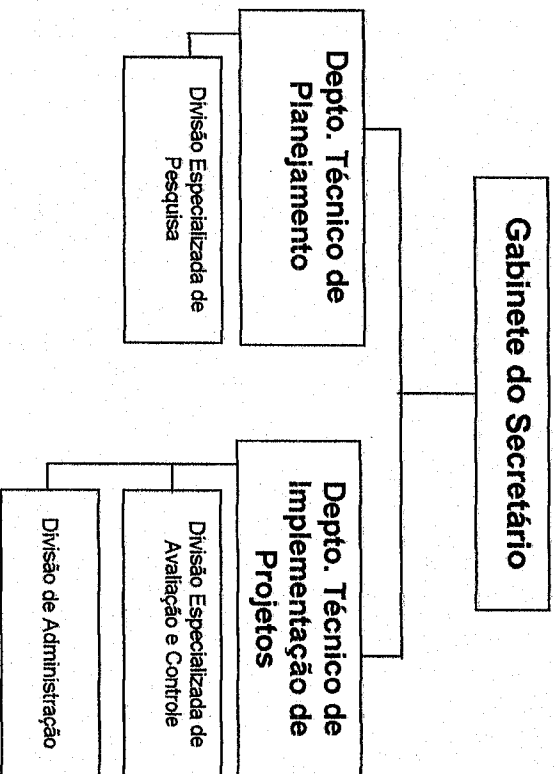 Gabinete do Secretário
Depto. Técnico de
Planejamento
Divisão Especializada de
Pesquisa
Depto. Técnico de
Implementação de
Projetos
Divisão Especializada de
Avaliação e Controle
Divisão de Administração